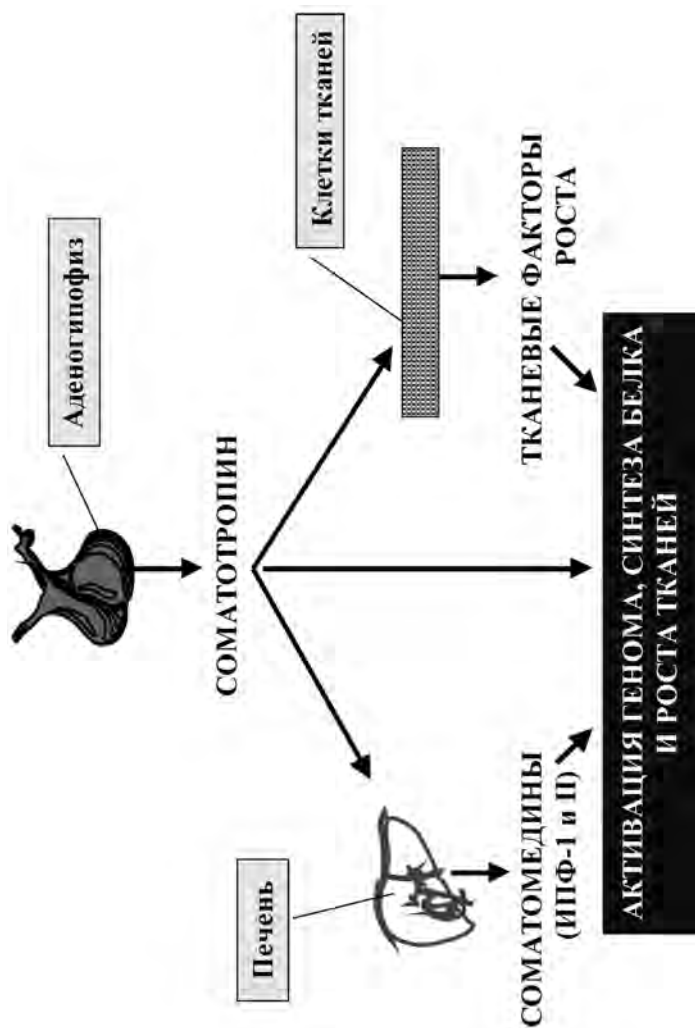 Аденогипофиз
СОМАТОТРОПИН
Печень
Клетки тканей
СОМАТОМЕДИНЫ
(ИПФ-1 и II)
ТКАНЕВЫЕ ФАКТОРЫ
РОСТА
АКТИВАЦИЯ ГЕНОМА, СИНТЕЗА БЕЛКА
И РОСТА ТКАНЕЙ